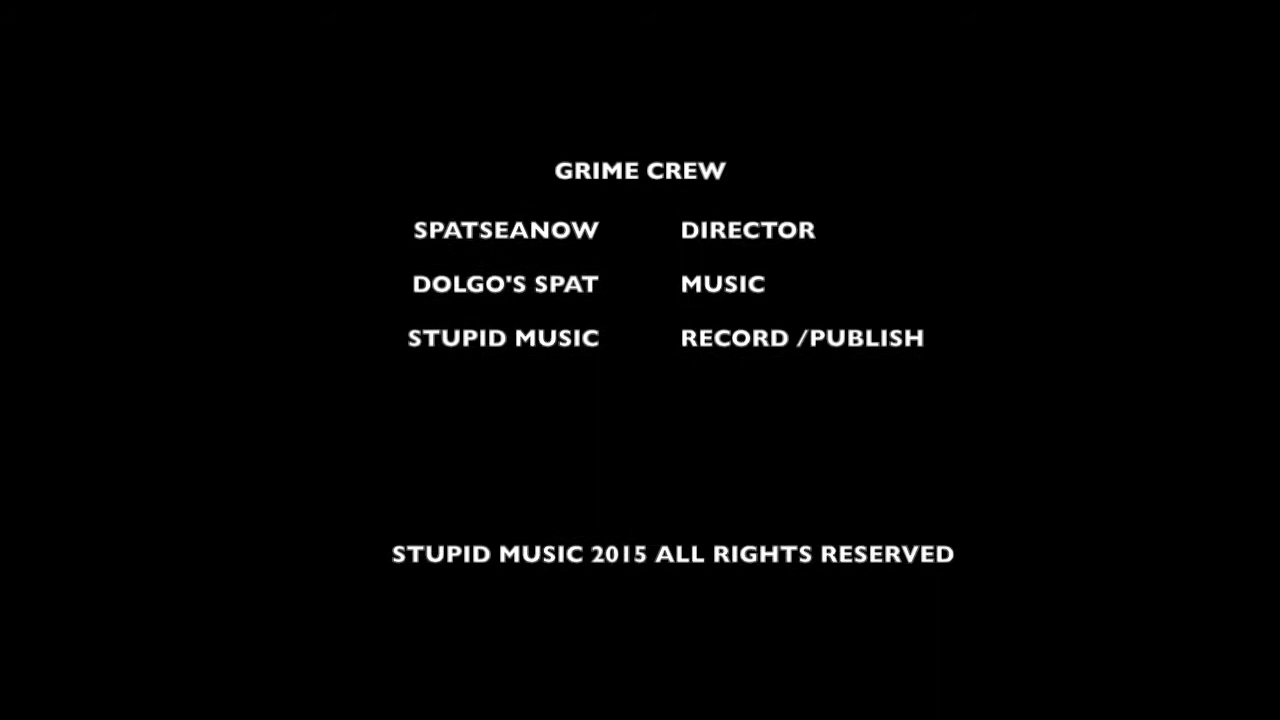 GRIME CREW
SPATSEANOW DIRECTOR
DOLGO'S SPAT MUSIC
STUPID MUSIC RECORD /PUBLISH
STUPID MUSIC 2015 ALL RIGHTS RESERVED